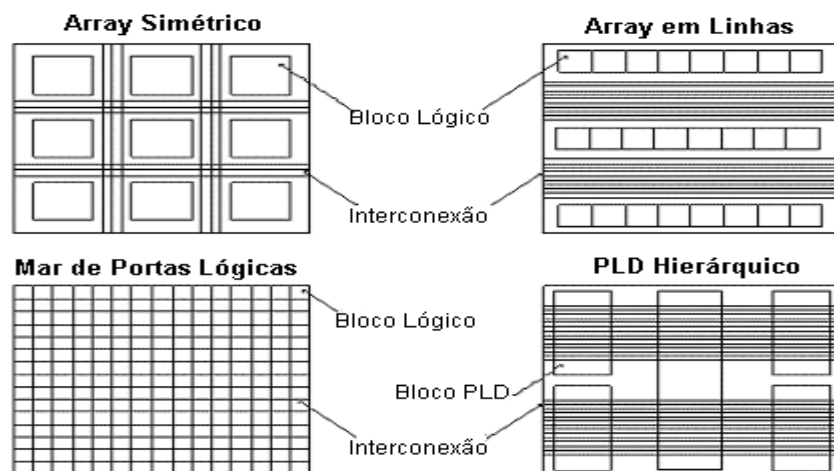 Array Simétrico
Array em Linhas
Bloco Lógico
Interconexão
Mar de Portas Lógicas
PLD Hierárquico
Bloco Lógico
Bloco PLD
Interconexão